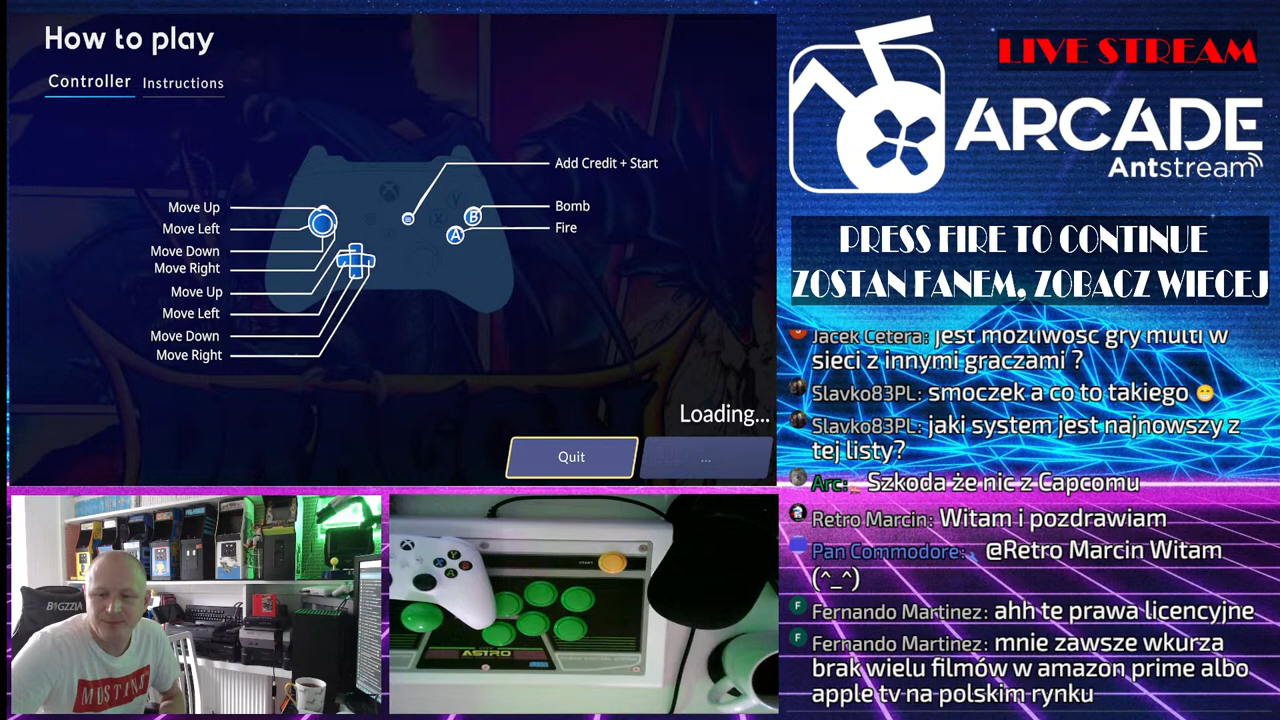 How to play
Controller
Instructions
Add Credit + Start
Bomb
Fire
B
A
Move Up
Move Left
Move Down
Move Right
Move Up
Move Left
Move Down
Move Right
Loading...
Quit
...
LIVE STREAM
ARCADE
Antstream
PRESS FIRE TO CONTINUE
ZOSTAN FANEM, ZOBACZ WIECEJ
Jacek Cetera: jest możliwość gry multi w
sieci z innymi graczami ?
Slavko83PL: smoczek a co to takiego 😁
Slavko83PL: jaki system jest najnowszy z
tej listy?
Arc: Szkoda że nic z Capcomu
Retro Marcin: Witam i pozdrawiam
Pan Commodore: @Retro Marcin Witam
(^_^)
Fernando Martinez: ahh te prawa licencyjne
Fernando Martinez: mnie zawsze wkurza
brak wielu filmów w amazon prime albo
apple tv na polskim rynku
BIGZZIA
MUSTINS
START
ASTRO
SEGA